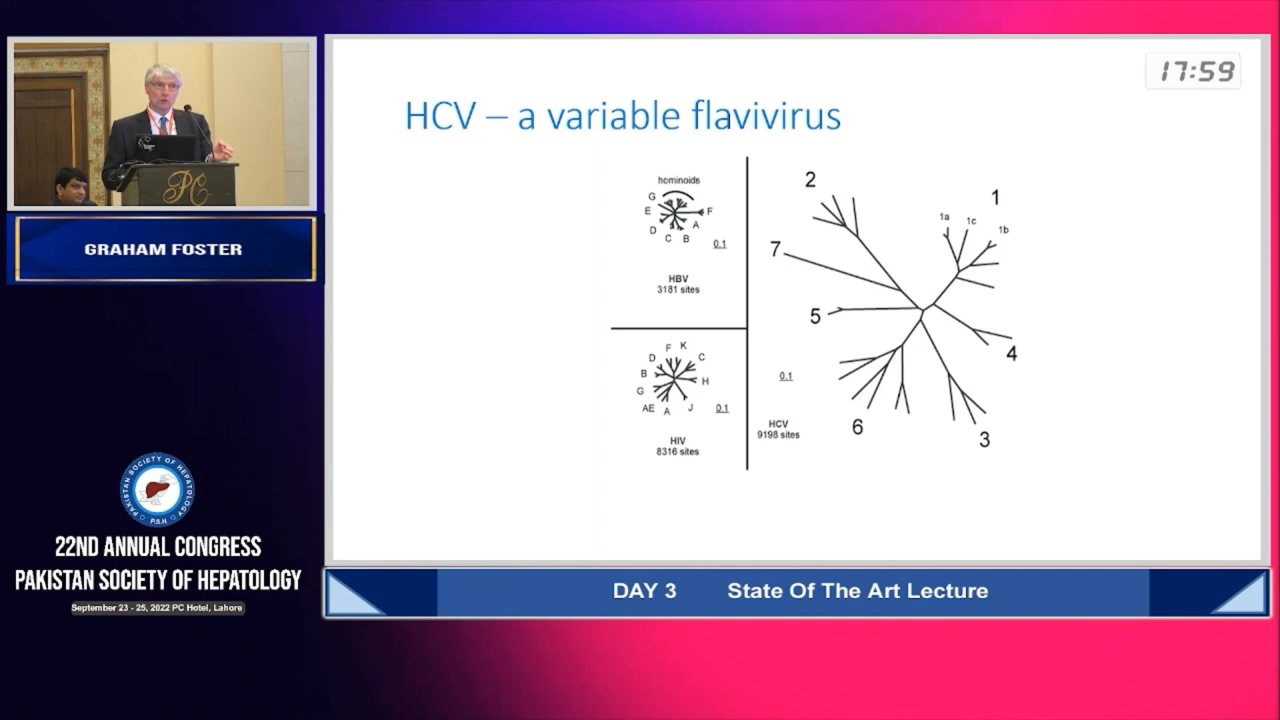 17:59
HCV – a variable flavivirus
hominoids
G
E
F
D
A
C
B
0.1
HBV
3181 sites
F
K
D
C
B
H
G
AE
A
J
0.1
HIV
8316 sites
2
1
1a
1c
1b
7
5
4
6
3
0.1
HCV
9198 sites
PC
GRAHAM FOSTER
PAKISTAN SOCIETY OF HEPATOLOGY
P.S.H
22ND ANNUAL CONGRESS
PAKISTAN SOCIETY OF HEPATOLOGY
September 23 - 25, 2022 PC Hotel, Lahore
DAY 3 State Of The Art Lecture